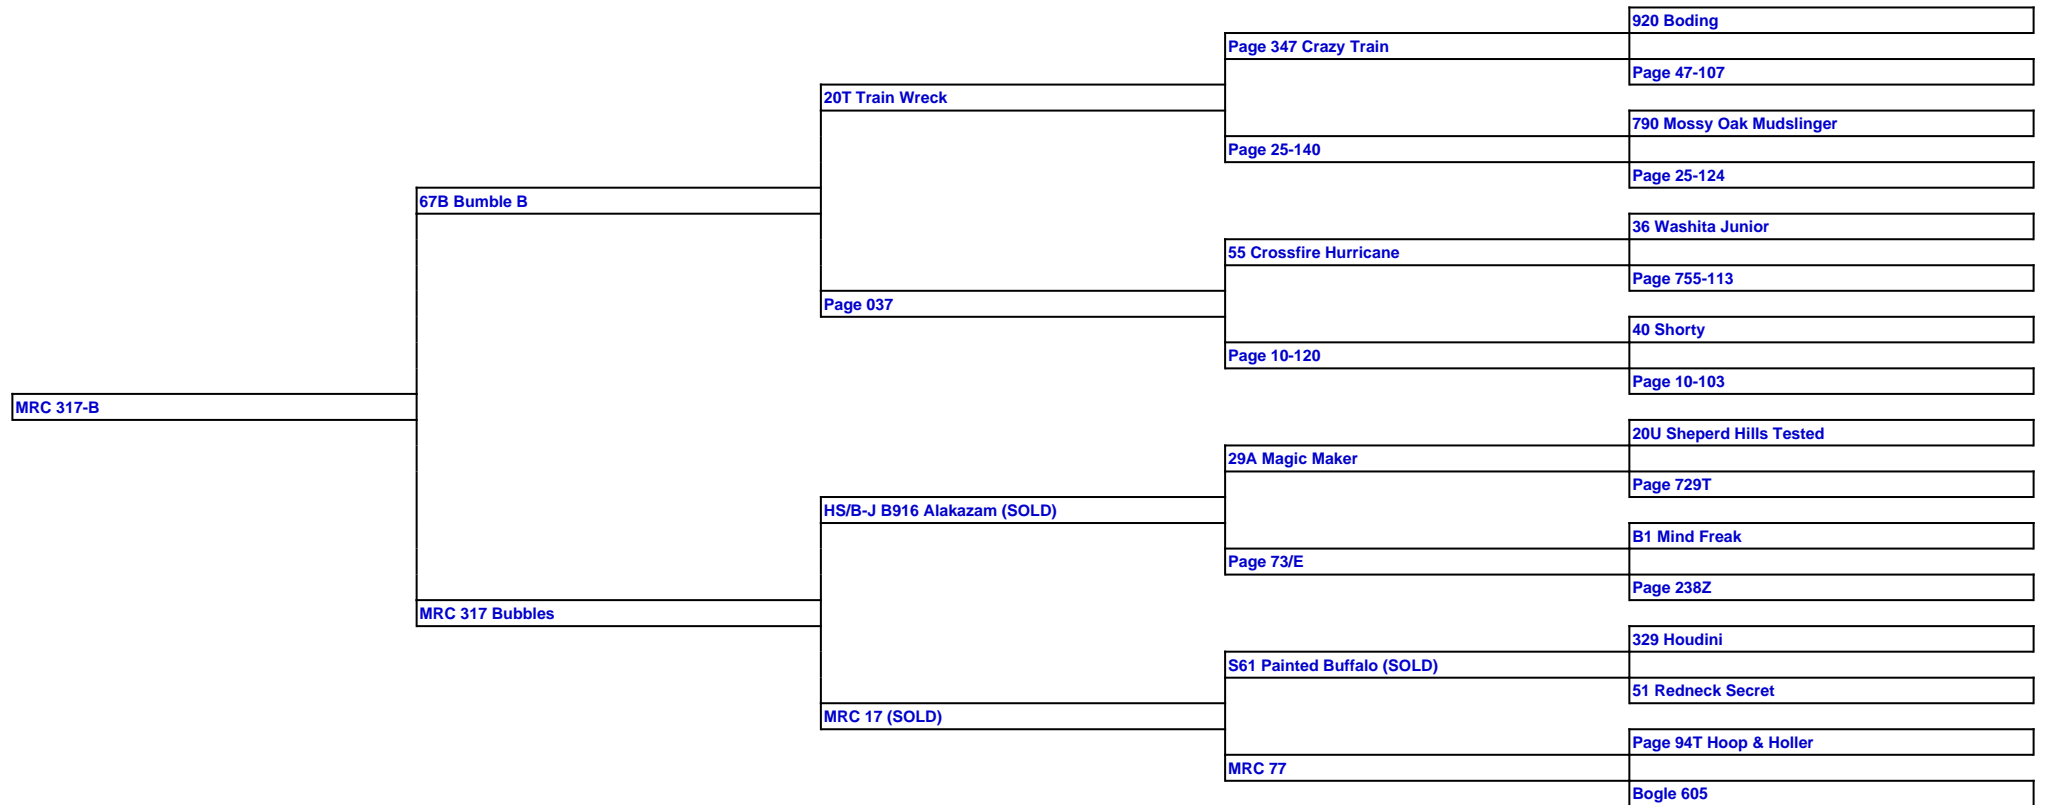 920 Boding
Page 347 Crazy Train
Page 47-107
20T Train Wreck
790 Mossy Oak Mudslinger
Page 25-140
Page 25-124
67B Bumble B
36 Washita Junior
55 Crossfire Hurricane
Page 755-113
Page 037
40 Shorty
Page 10-120
Page 10-103
MRC 317-B
20U Sheperd Hills Tested
29A Magic Maker
Page 729T
HS/B-J B916 Alakazam (SOLD)
B1 Mind Freak
Page 73/E
Page 238Z
MRC 317 Bubbles
329 Houdini
S61 Painted Buffalo (SOLD)
51 Redneck Secret
MRC 17 (SOLD)
Page 94T Hoop & Holler
MRC 77
Bogle 605